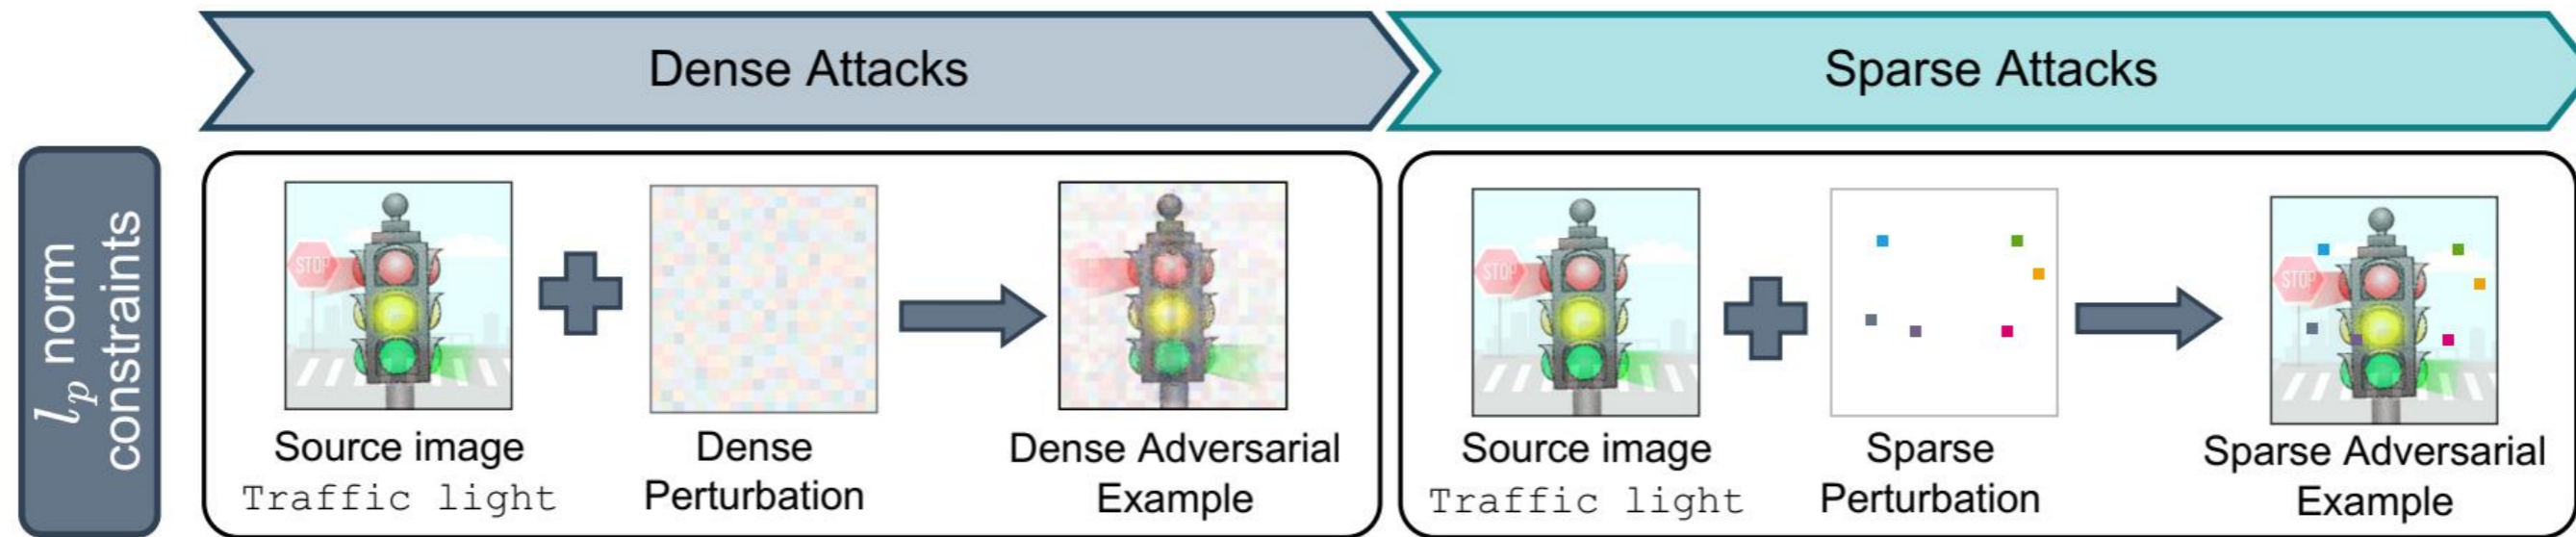 Dense Attacks
Sparse Attacks
l_p norm
constraints
STOP
Source image
Traffic light
Dense
Perturbation
Dense Adversarial
Example
STOP
Source image
Traffic light
Sparse
Perturbation
STOP
Sparse Adversarial
Example